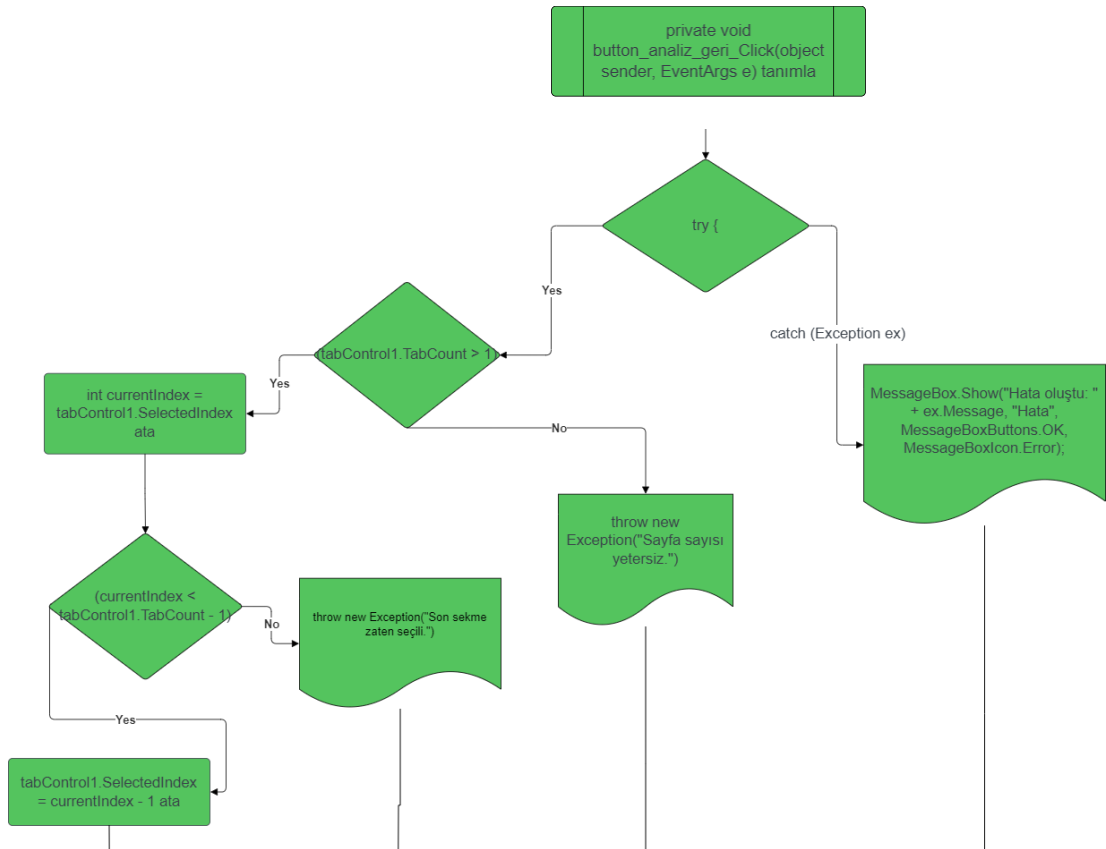 private void
button_analiz_geri_Click(object
sender, EventArgs e) tanımla
try {
Yes
catch (Exception ex)
(tabControl1.TabCount > 1)
Yes
int currentIndex =
tabControl1.SelectedIndex
ata
MessageBox.Show("Hata oluştu: "
+ ex.Message, "Hata",
MessageBoxButtons.OK,
MessageBoxIcon.Error);
No
throw new
Exception("Sayfa sayısı
yetersiz.")
(currentIndex <
tabControl1.TabCount - 1)
No
throw new Exception("Son sekme
zaten seçili.")
Yes
tabControl1.SelectedIndex
= currentIndex - 1 ata